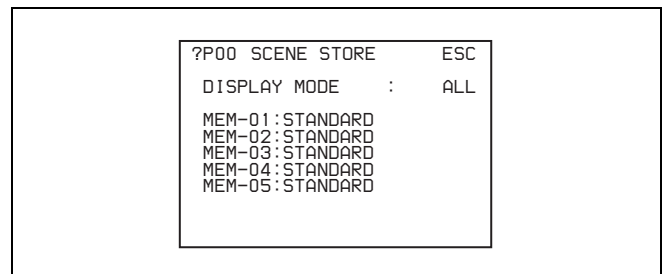 ?P00 SCENE STORE ESC
DISPLAY MODE : ALL
MEM-01:STANDARD
MEM-02:STANDARD
MEM-03:STANDARD
MEM-04:STANDARD
MEM-05:STANDARD